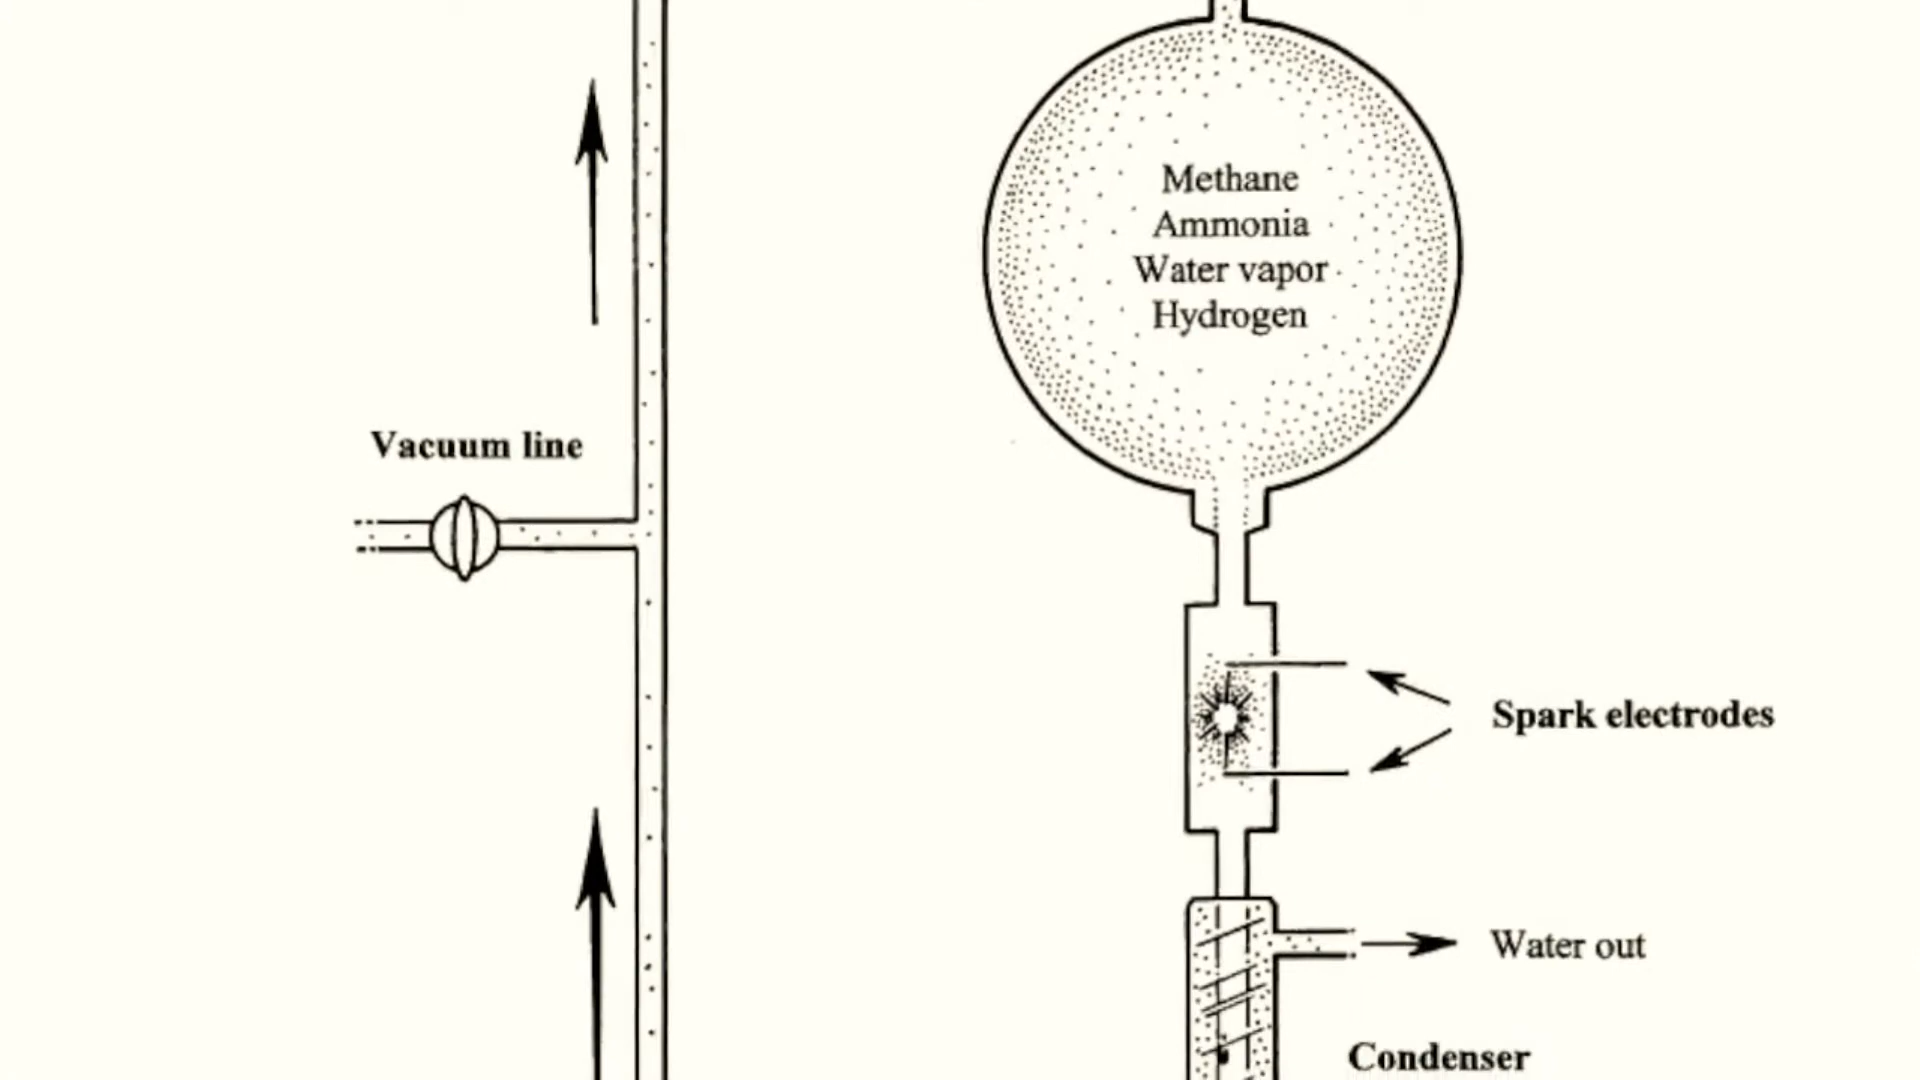 Methane
Ammonia
Water vapor
Hydrogen
Vacuum line
Spark electrodes
Water out
Condenser